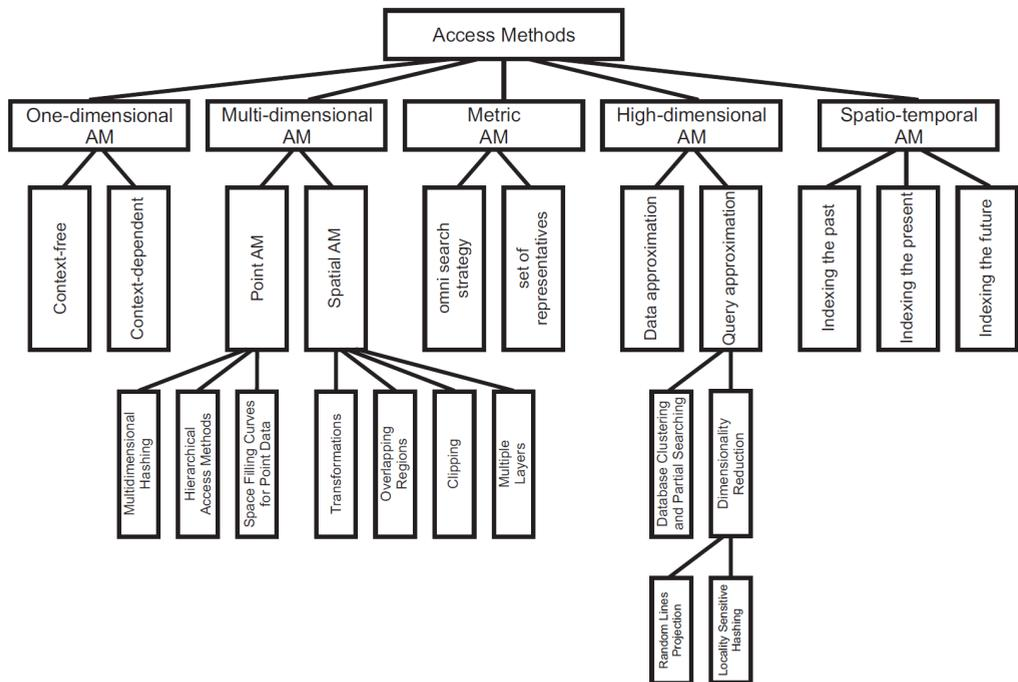 Access Methods
One-dimensional
AM
Multi-dimensional
AM
Metric
AM
High-dimensional
AM
Spatio-temporal
AM
Context-free
Context-dependent
Point AM
Spatial AM
omni search
strategy
set of
representatives
Data approximation
Query approximation
Indexing the past
Indexing the present
Indexing the future
Multidimensional
Hashing
Hierarchical
Access Methods
Space Filling Curves
for Point Data
Transformations
Overlapping
Regions
Clipping
Multiple
Layers
Database Clustering
and Partial Searching
Dimensionality
Reduction
Random Lines
Projection
Locality Sensitive
Hashing